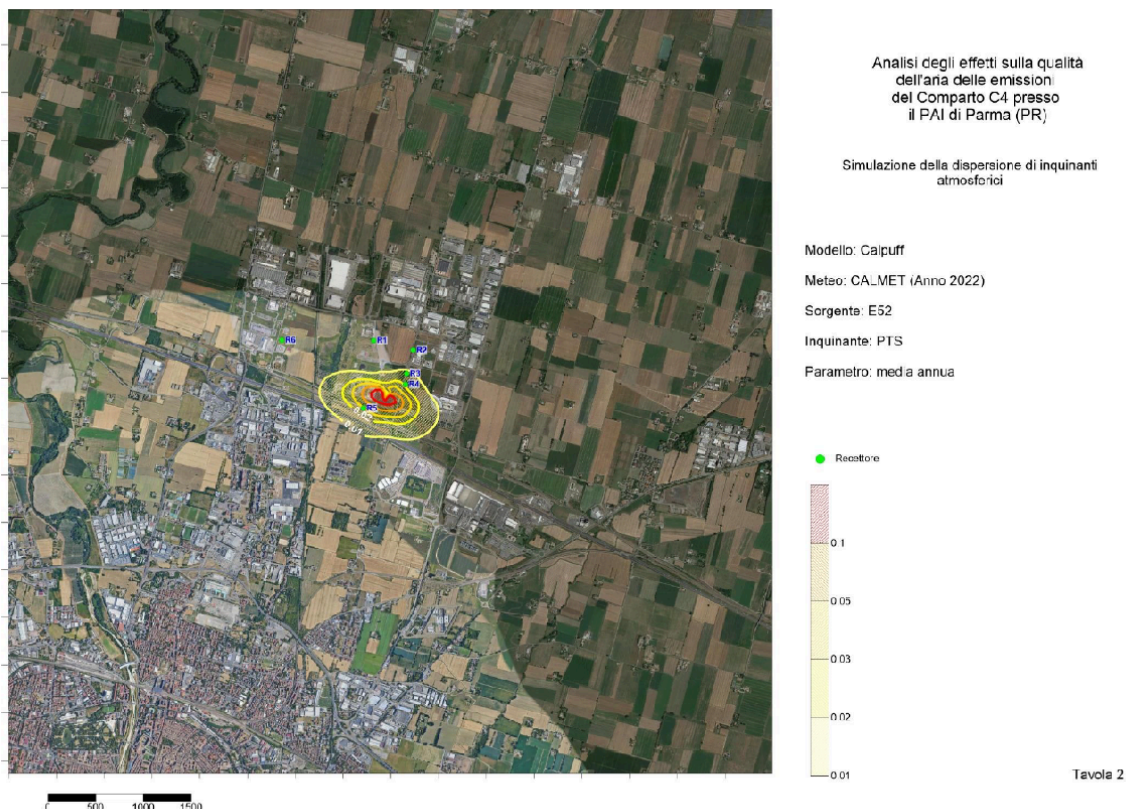 Analisi degli effetti sulla qualità
dell'aria delle emissioni
del Comparto C4 presso
il PAI di Parma (PR)
Simulazione della dispersione di inquinanti
atmosferici
Modello: Calpuff
Meteo: CALMET (Anno 2022)
Sorgente: E52
Inquinante: PTS
Parametro: media annua
Recettore
0.1
0.05
0.03
0.02
0.01
R6
R1
R2
R3
R4
R5
0.01
0 500 1000 1500
Tavola 2